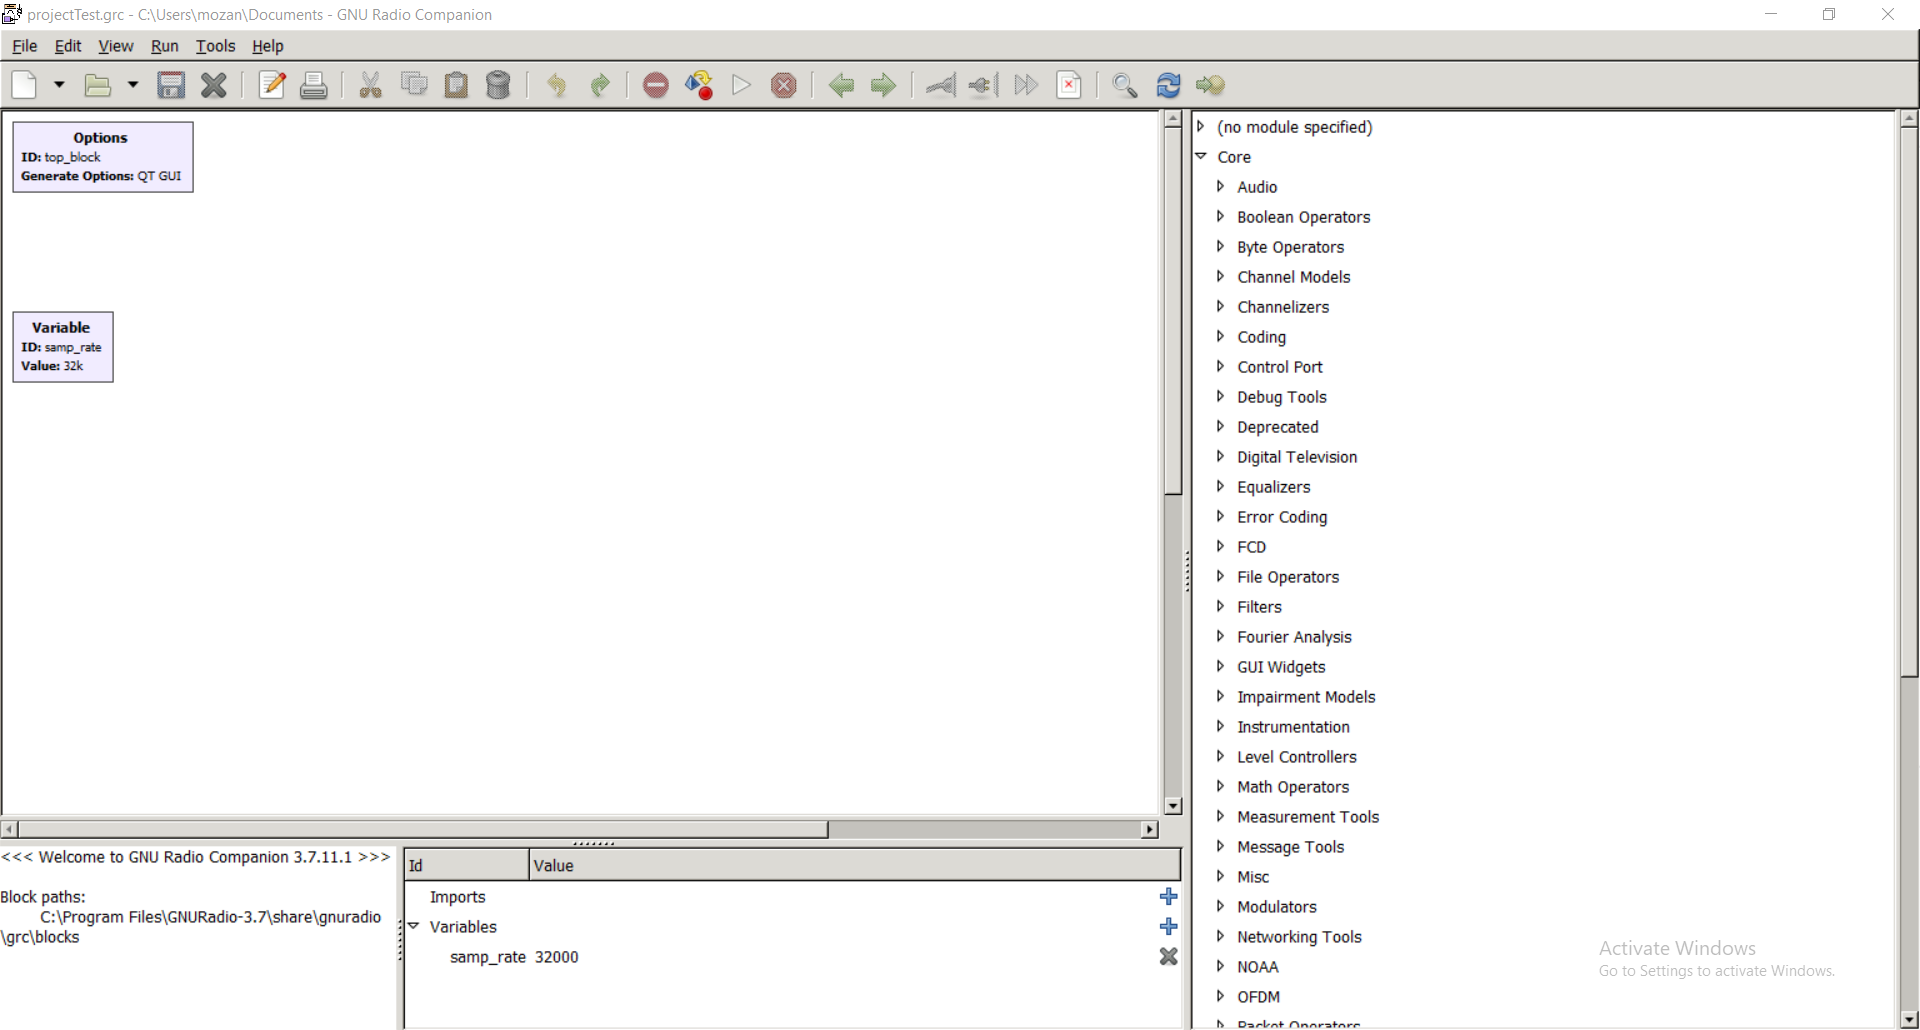 projectTest.grc - C:\Users\mozan\Documents - GNU Radio Companion
File Edit View Run Tools Help
Options
ID: top_block
Generate Options: QT GUI
Variable
ID: samp_rate
Value: 32k
<<< Welcome to GNU Radio Companion 3.7.11.1 >>>
Block paths:
C:\Program Files\GNURadio-3.7\share\gnuradio
\grc\blocks
Id Value
Imports
Variables
samp_rate 32000
(no module specified)
Core
Audio
Boolean Operators
Byte Operators
Channel Models
Channelizers
Coding
Control Port
Debug Tools
Deprecated
Digital Television
Equalizers
Error Coding
FCD
File Operators
Filters
Fourier Analysis
GUI Widgets
Impairment Models
Instrumentation
Level Controllers
Math Operators
Measurement Tools
Message Tools
Misc
Modulators
Networking Tools
NOAA
OFDM
Packet Operators
Activate Windows
Go to Settings to activate Windows.